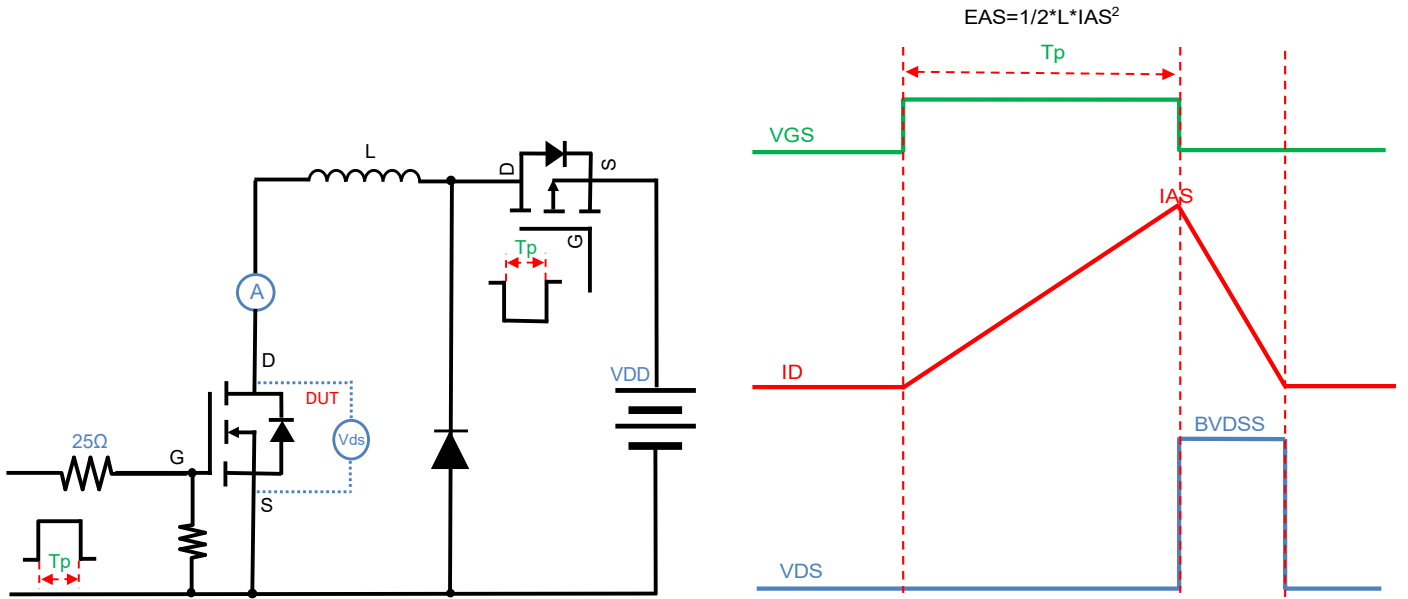 EAS=1/2*L*IAS²
Tp
VGS
L
D
S
IAS
G
Tp
A
D
VDD
ID
DUT
BVDSS
25Ω
G
Vds
S
Tp
VDS